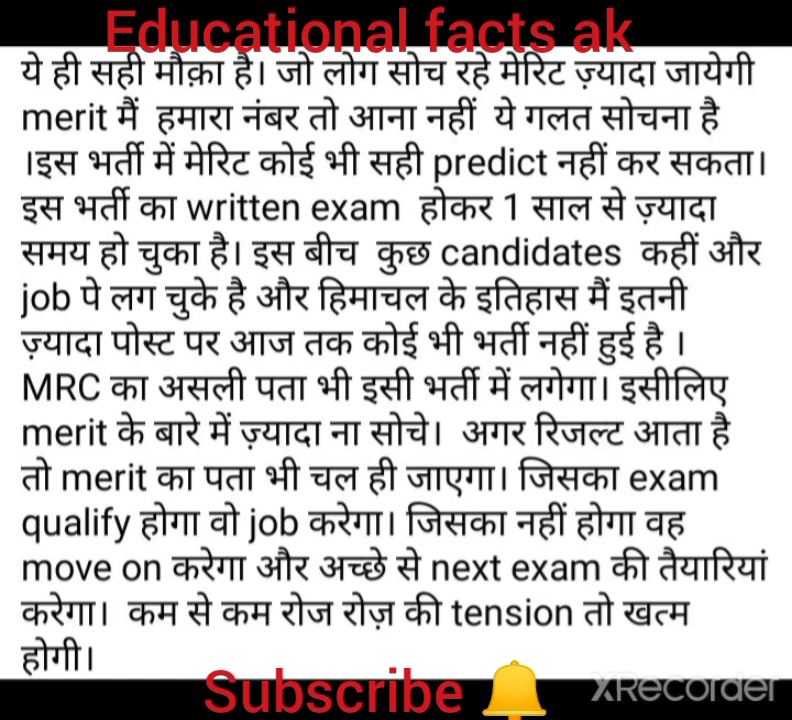 Educational facts ak
ये ही सही मौक़ा है। जो लोग सोच रहे मेरिट ज़्यादा जायेगी
merit मैं हमारा नंबर तो आना नहीं ये गलत सोचना है
।इस भर्ती में मेरिट कोई भी सही predict नहीं कर सकता।
इस भर्ती का written exam होकर 1 साल से ज़्यादा
समय हो चुका है। इस बीच कुछ candidates कहीं और
job पे लग चुके है और हिमाचल के इतिहास मैं इतनी
ज़्यादा पोस्ट पर आज तक कोई भी भर्ती नहीं हुई है ।
MRC का असली पता भी इसी भर्ती में लगेगा। इसीलिए
merit के बारे में ज़्यादा ना सोचे। अगर रिजल्ट आता है
तो merit का पता भी चल ही जाएगा। जिसका exam
qualify होगा वो job करेगा। जिसका नहीं होगा वह
move on करेगा और अच्छे से next exam की तैयारियां
करेगा। कम से कम रोज रोज़ की tension तो खत्म
होगी।
Subscribe
XRecorder